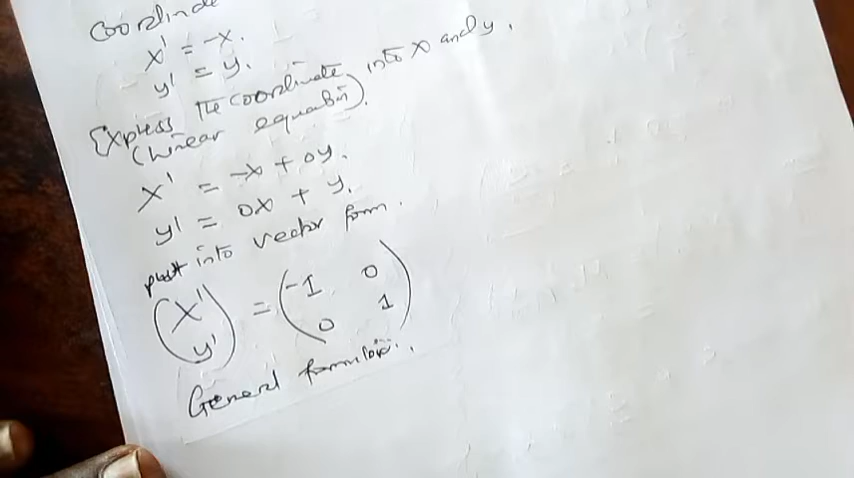 Coordinate
x' = -x.
y' = y.
Express the coordinate into x and y.
(Linear equation).
x' = -x + 0y.
y' = 0x + y.
put into vector form.
(x' y') = (-1 0
0 1)
General formular.